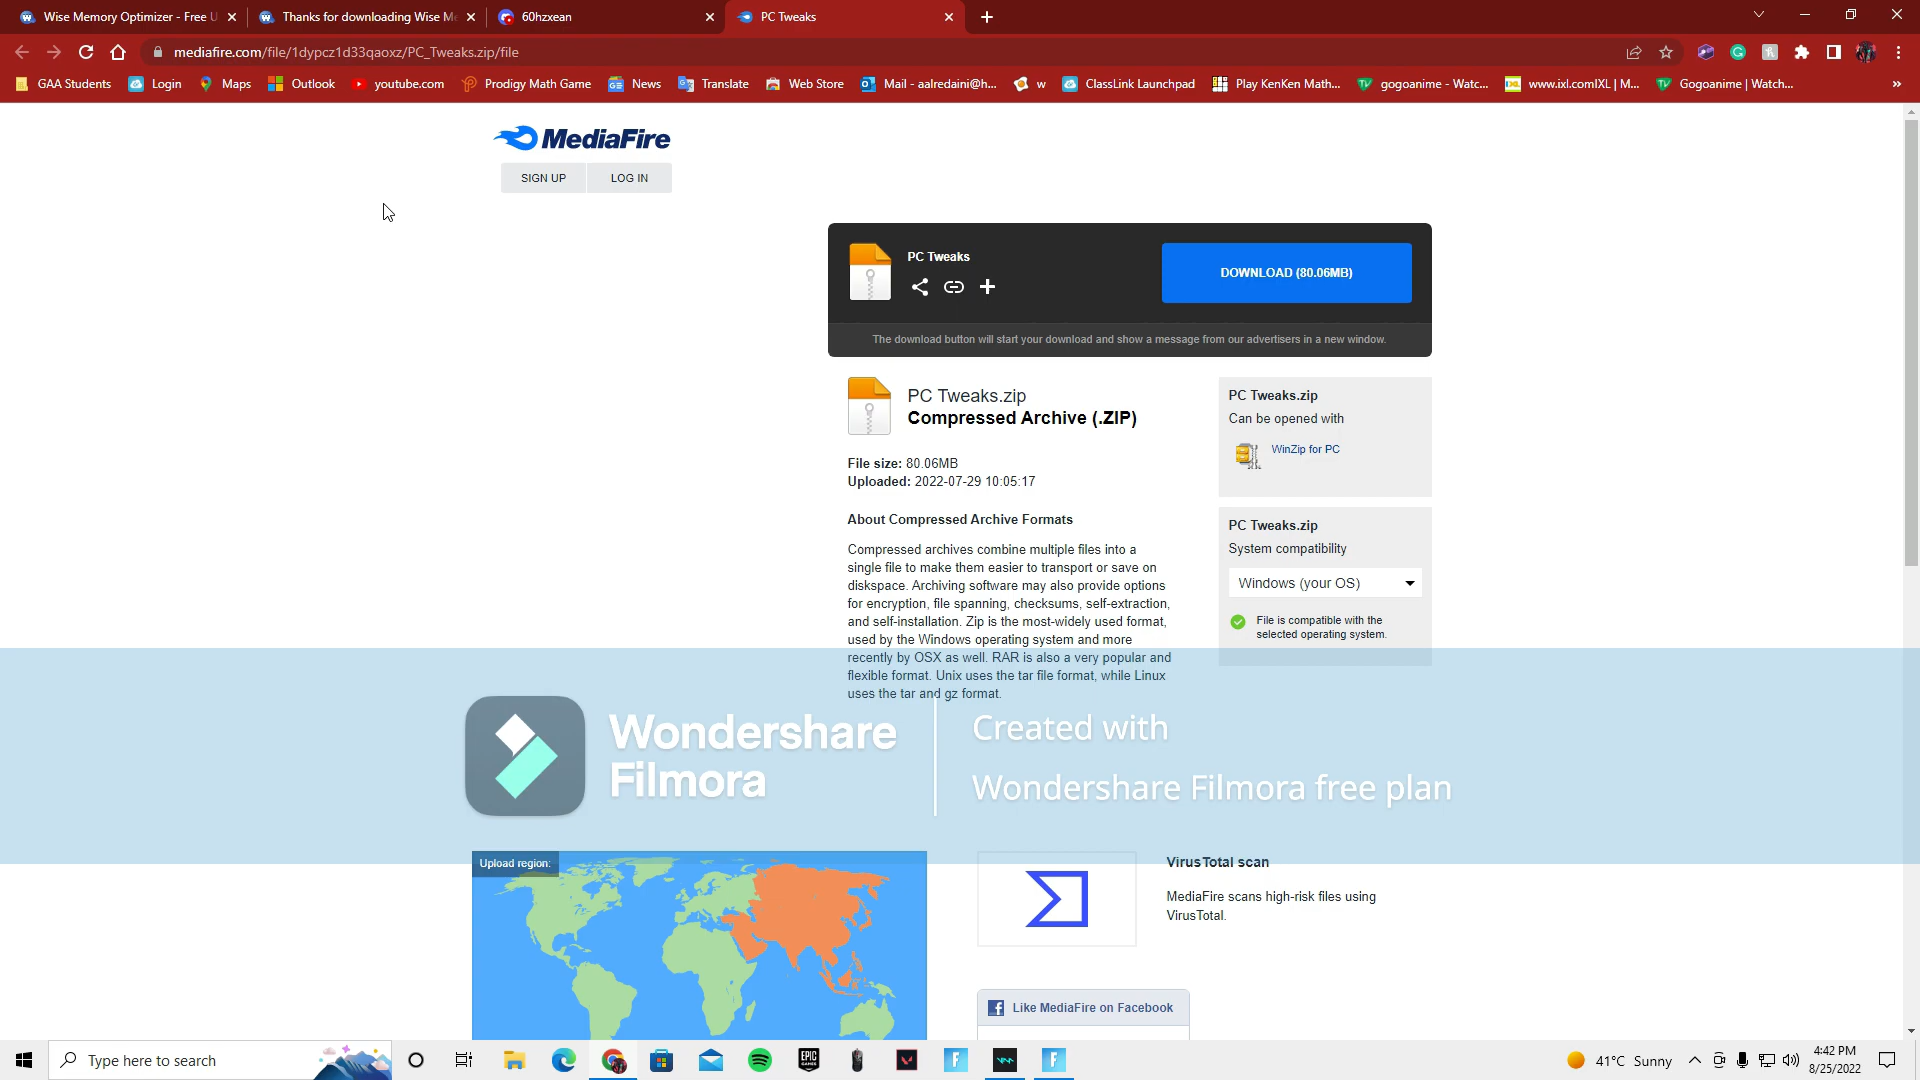 Wise Memory Optimizer - Free U
Thanks for downloading Wise Me
60hzxean
PC Tweaks
mediafire.com/file/1dypcz1d33qaoxz/PC_Tweaks.zip/file
GAA Students
Login
Maps
Outlook
youtube.com
Prodigy Math Game
News
Translate
Web Store
Mail - aalredaini@h...
w
ClassLink Launchpad
Play KenKen Math...
gogoanime - Watc...
www.ixl.comIXL | M...
Gogoanime | Watch...
»
MediaFire
SIGN UP
LOG IN
PC Tweaks
DOWNLOAD (80.06MB)
The download button will start your download and show a message from our advertisers in a new window.
PC Tweaks.zip
Compressed Archive (.ZIP)
File size: 80.06MB
Uploaded: 2022-07-29 10:05:17
About Compressed Archive Formats
Compressed archives combine multiple files into a
single file to make them easier to transport or save on
diskspace. Archiving software may also provide options
for encryption, file spanning, checksums, self-extraction,
and self-installation. Zip is the most-widely used format,
used by the Windows operating system and more
recently by OSX as well. RAR is also a very popular and
flexible format. Unix uses the tar file format, while Linux
uses the tar and gz format.
PC Tweaks.zip
Can be opened with
WinZip for PC
PC Tweaks.zip
System compatibility
Windows (your OS)
File is compatible with the
selected operating system.
Wondershare
Filmora
Created with
Wondershare Filmora free plan
Upload region:
VirusTotal scan
MediaFire scans high-risk files using
VirusTotal.
Like MediaFire on Facebook
Type here to search
EPIC
GAMES
41°C Sunny
4:42 PM
8/25/2022